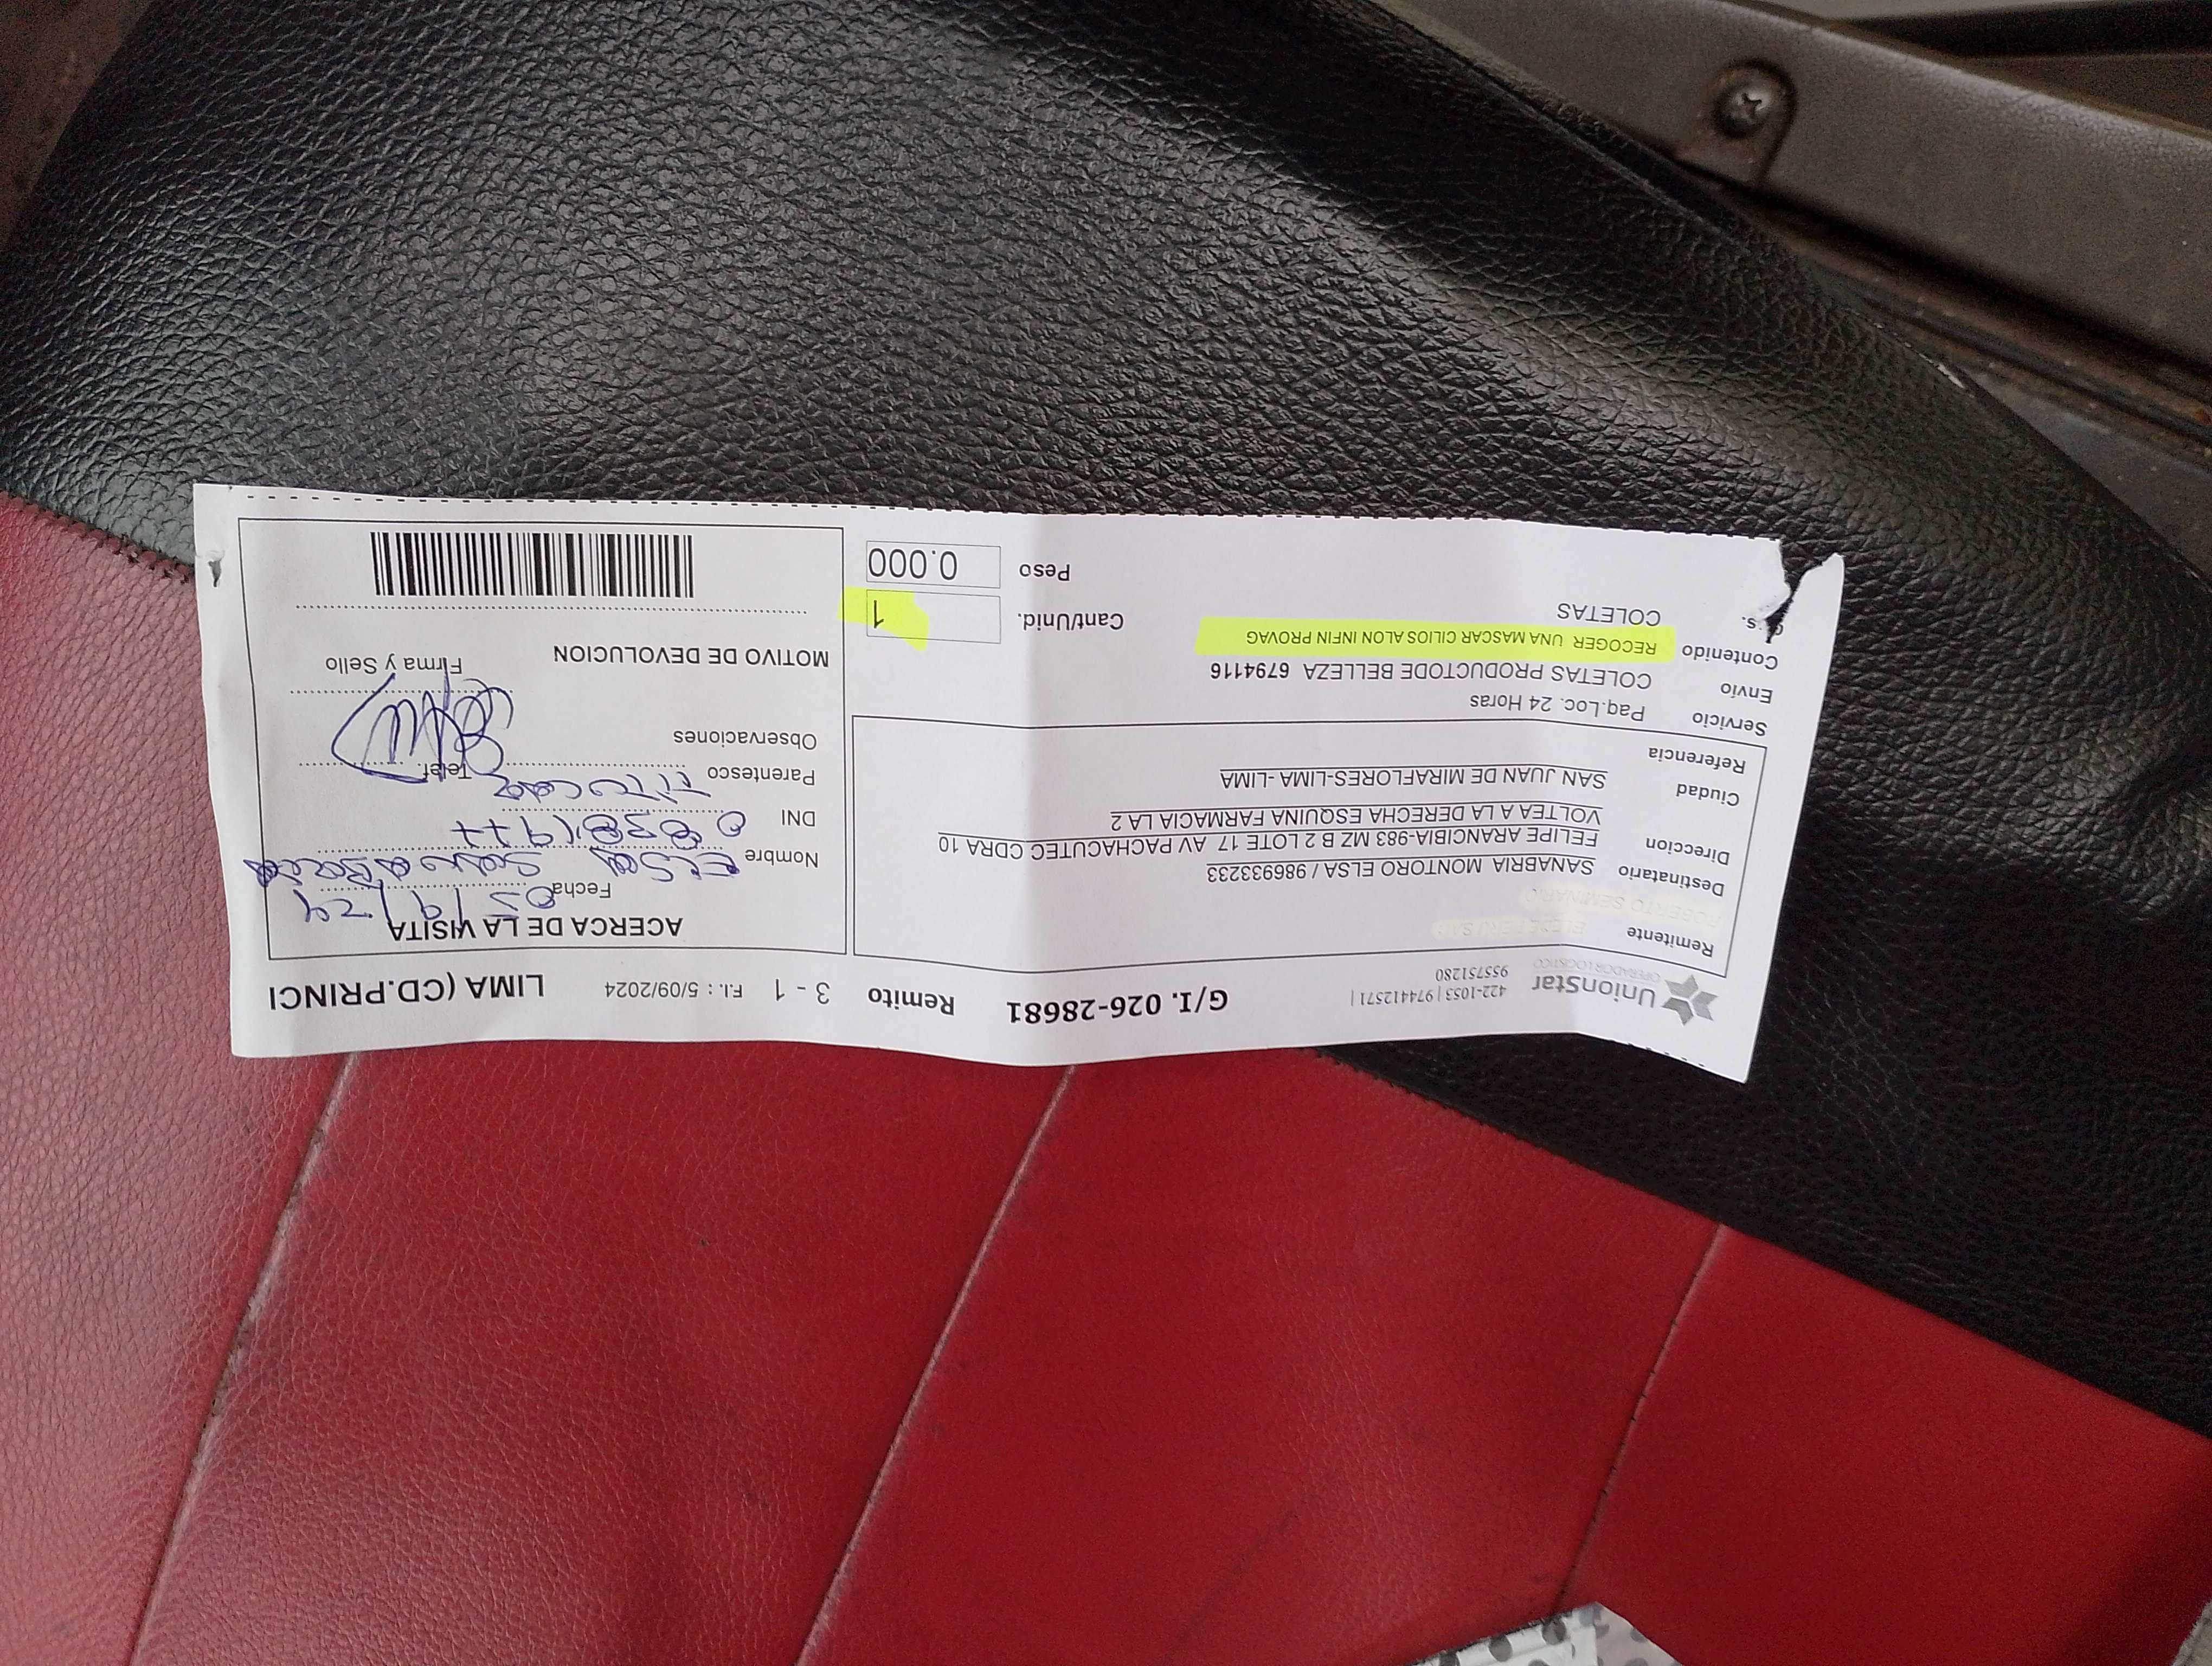 UnionStar
OPERADOR LOGISTICO
422-1053 | 974412571 |
955751280
G/I. 026-28681
Remito 3 - 1 F.I. : 5/09/2024 LIMA (CD.PRINCI
Remitente
ROBERTO SEMINARO
Destinatario SANABRIA MONTORO ELSA / 986933233
Direccion FELIPE ARANCIBIA-983 MZ B 2 LOTE 17 AV PACHACUTEC CDRA 10
VOLTEA A LA DERECHA ESQUINA FARMACIA LA 2
Ciudad SAN JUAN DE MIRAFLORES-LIMA -LIMA
Referencia
Servicio Paq.Loc. 24 Horas
Envío COLETAS PRODUCTODE BELLEZA 6794116
Contenido RECOGER UNA MASCAR CILIOS ALON INFIN PROVAG
COLETAS
Cant/Unid. 1
Peso 0.000
ACERCA DE LA VISITA
Fecha 05/9/24
Nombre Elsa
DNI
Parentesco Titular Telef.
Observaciones
Firma y Sello
MOTIVO DE DEVOLUCION